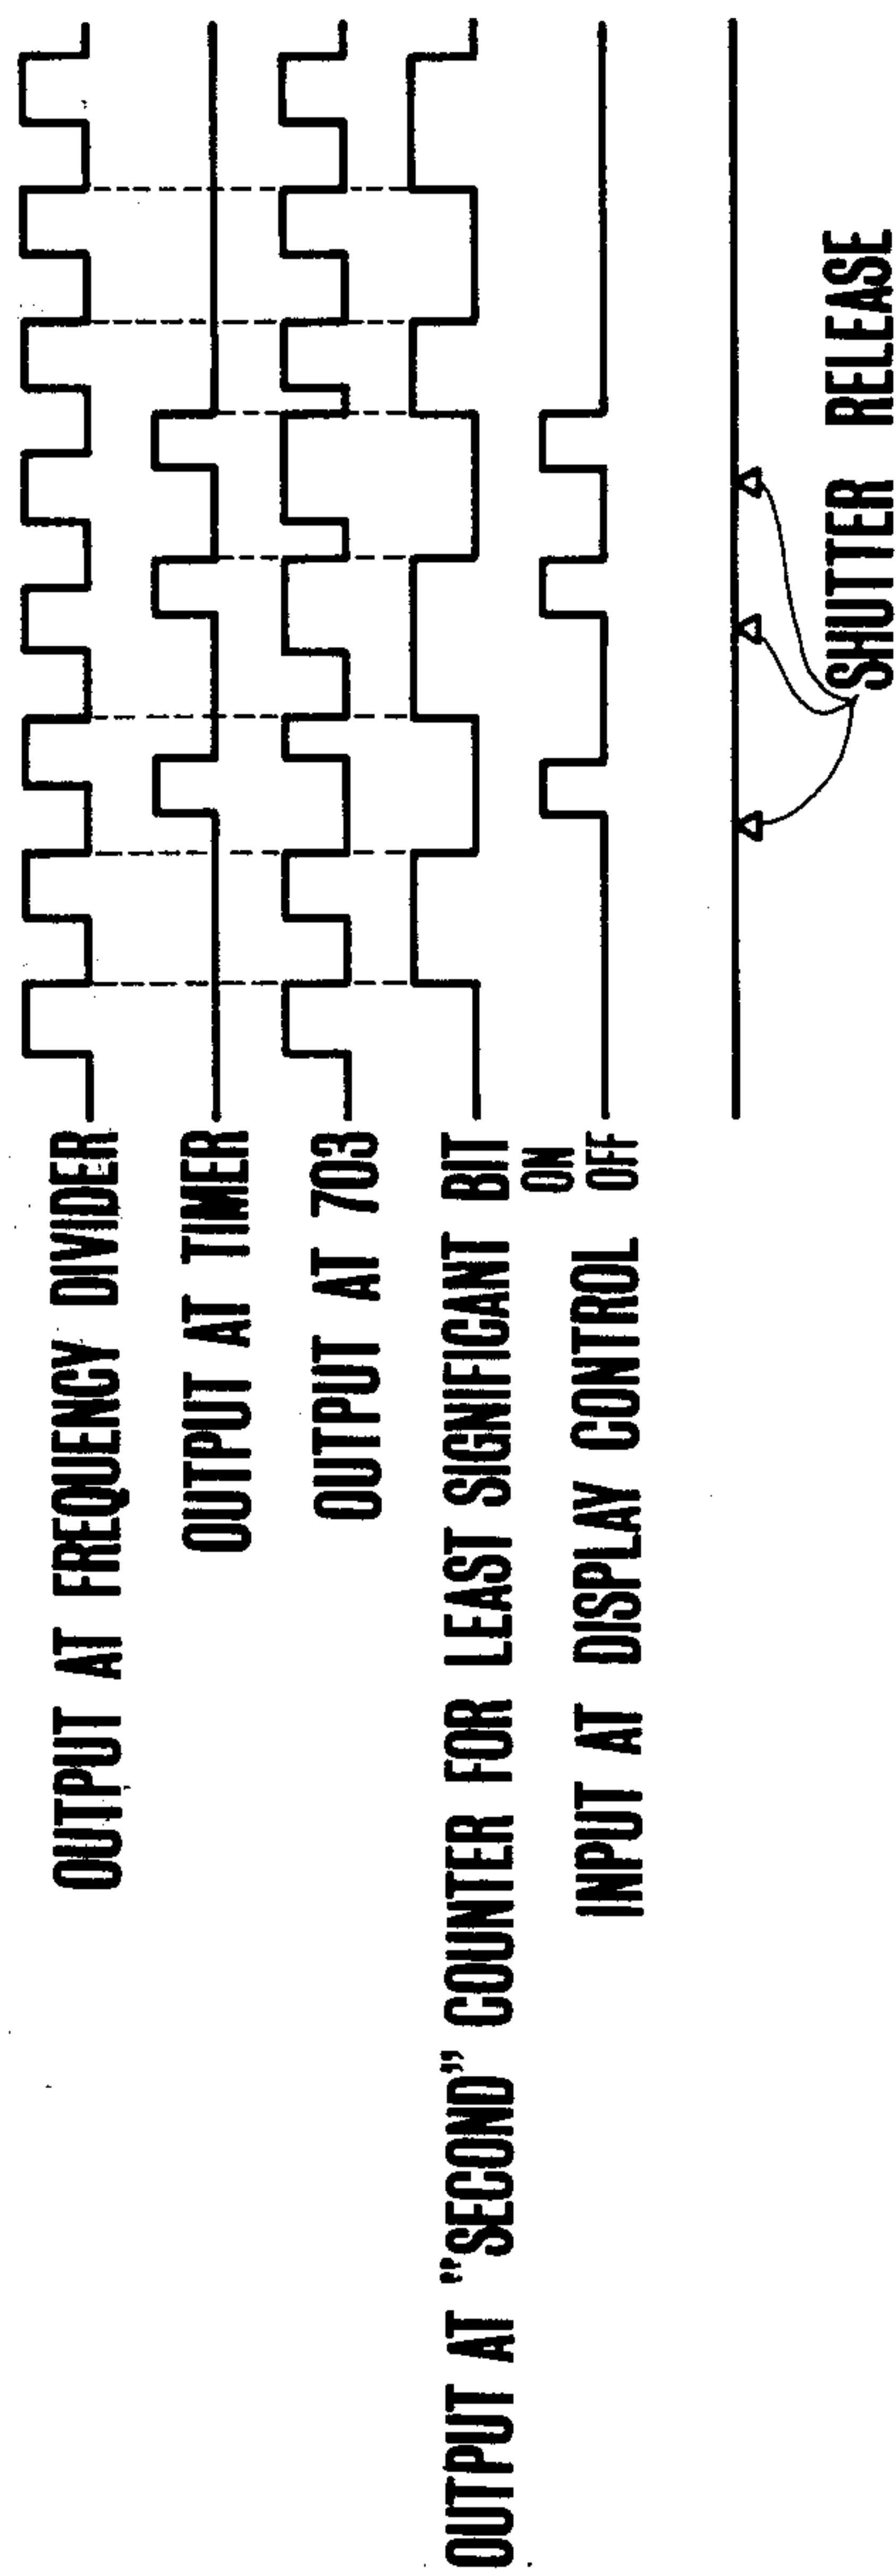 OUTPUT AT FREQUENCY DIVIDER
OUTPUT AT TIMER
OUTPUT AT 703
OUTPUT AT "SECOND" COUNTER FOR LEAST SIGNIFICANT BIT
ON
INPUT AT DISPLAY CONTROL OFF
SHUTTER RELEASE